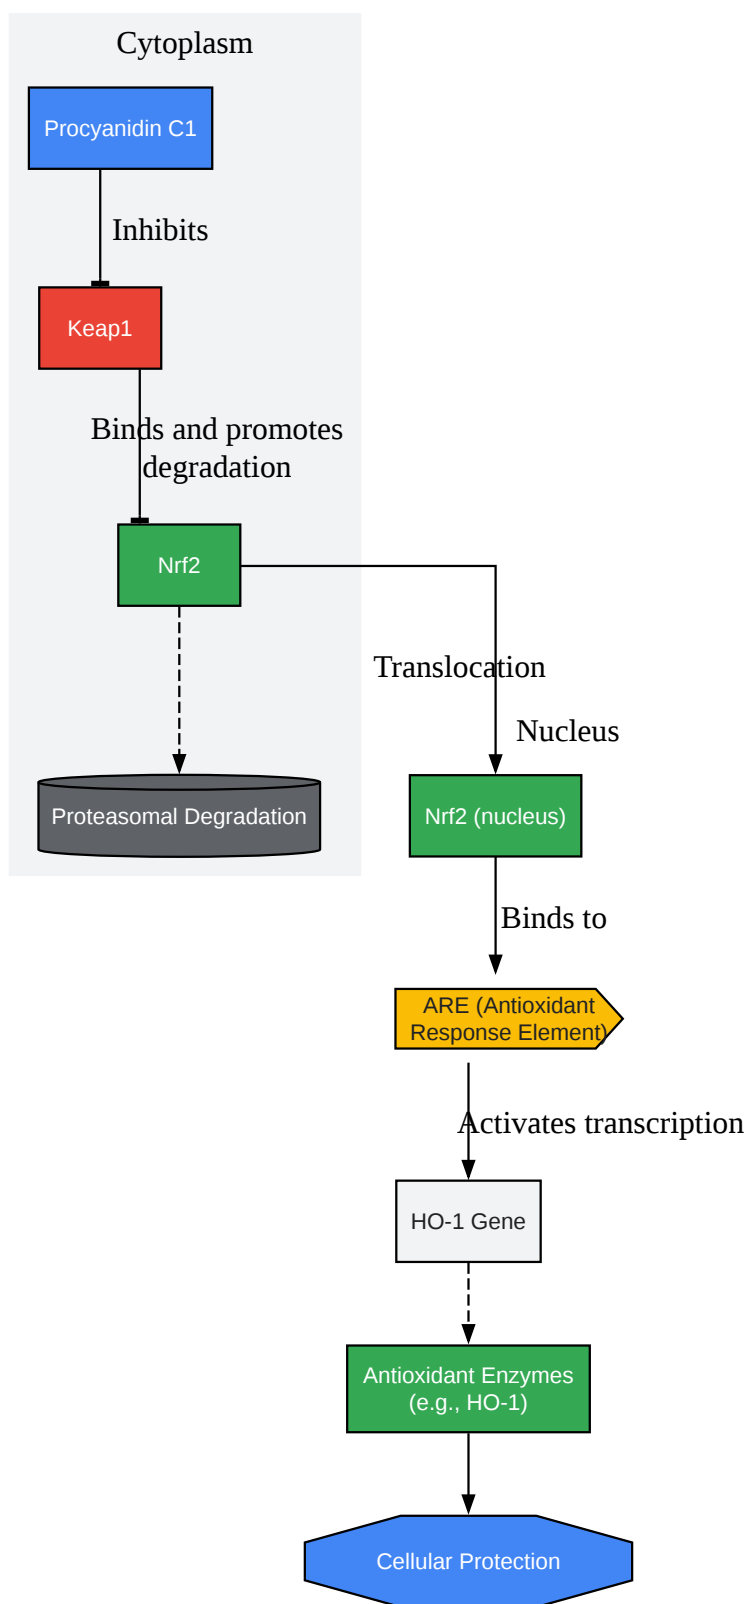 Cytoplasm
Procyanidin C1
Inhibits
Keap1
Binds and promotes
degradation
Nrf2
Translocation
Nucleus
Proteasomal Degradation
Nrf2 (nucleus)
Binds to
ARE (Antioxidant
Response Element)
Activates transcription
HO-1 Gene
Antioxidant Enzymes
(e.g., HO-1)
Cellular Protection